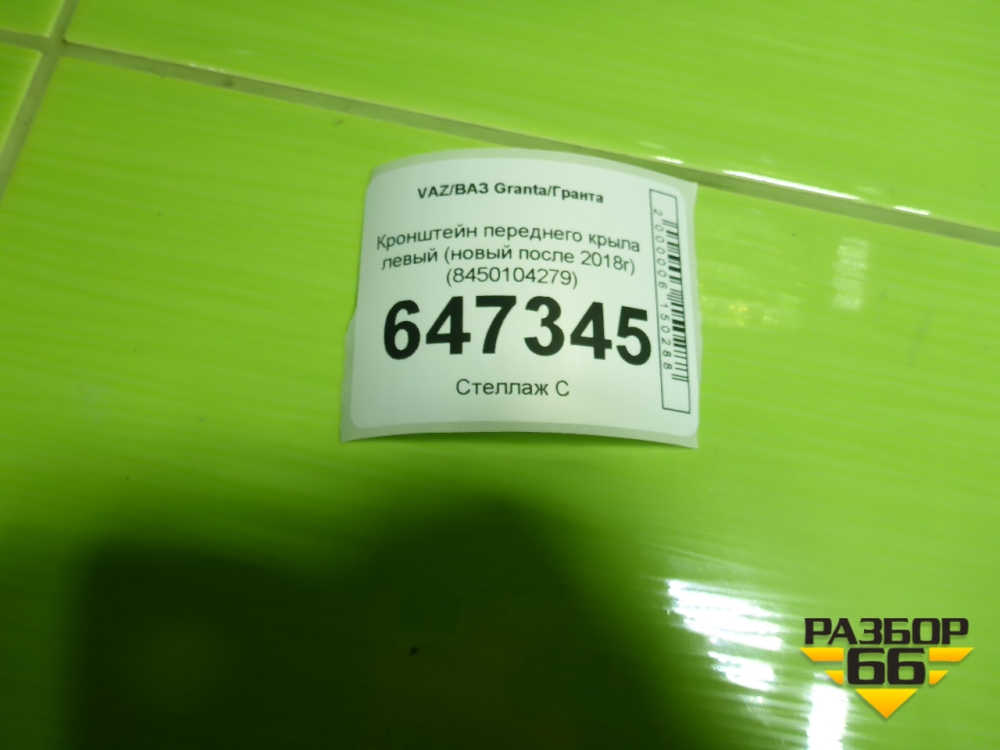 VAZ/ВАЗ Granta/Гранта
Кронштейн переднего крыла
левый (новый после 2018г)
(8450104279)
647345
Стеллаж С
2000006150288
РАЗБОР
66